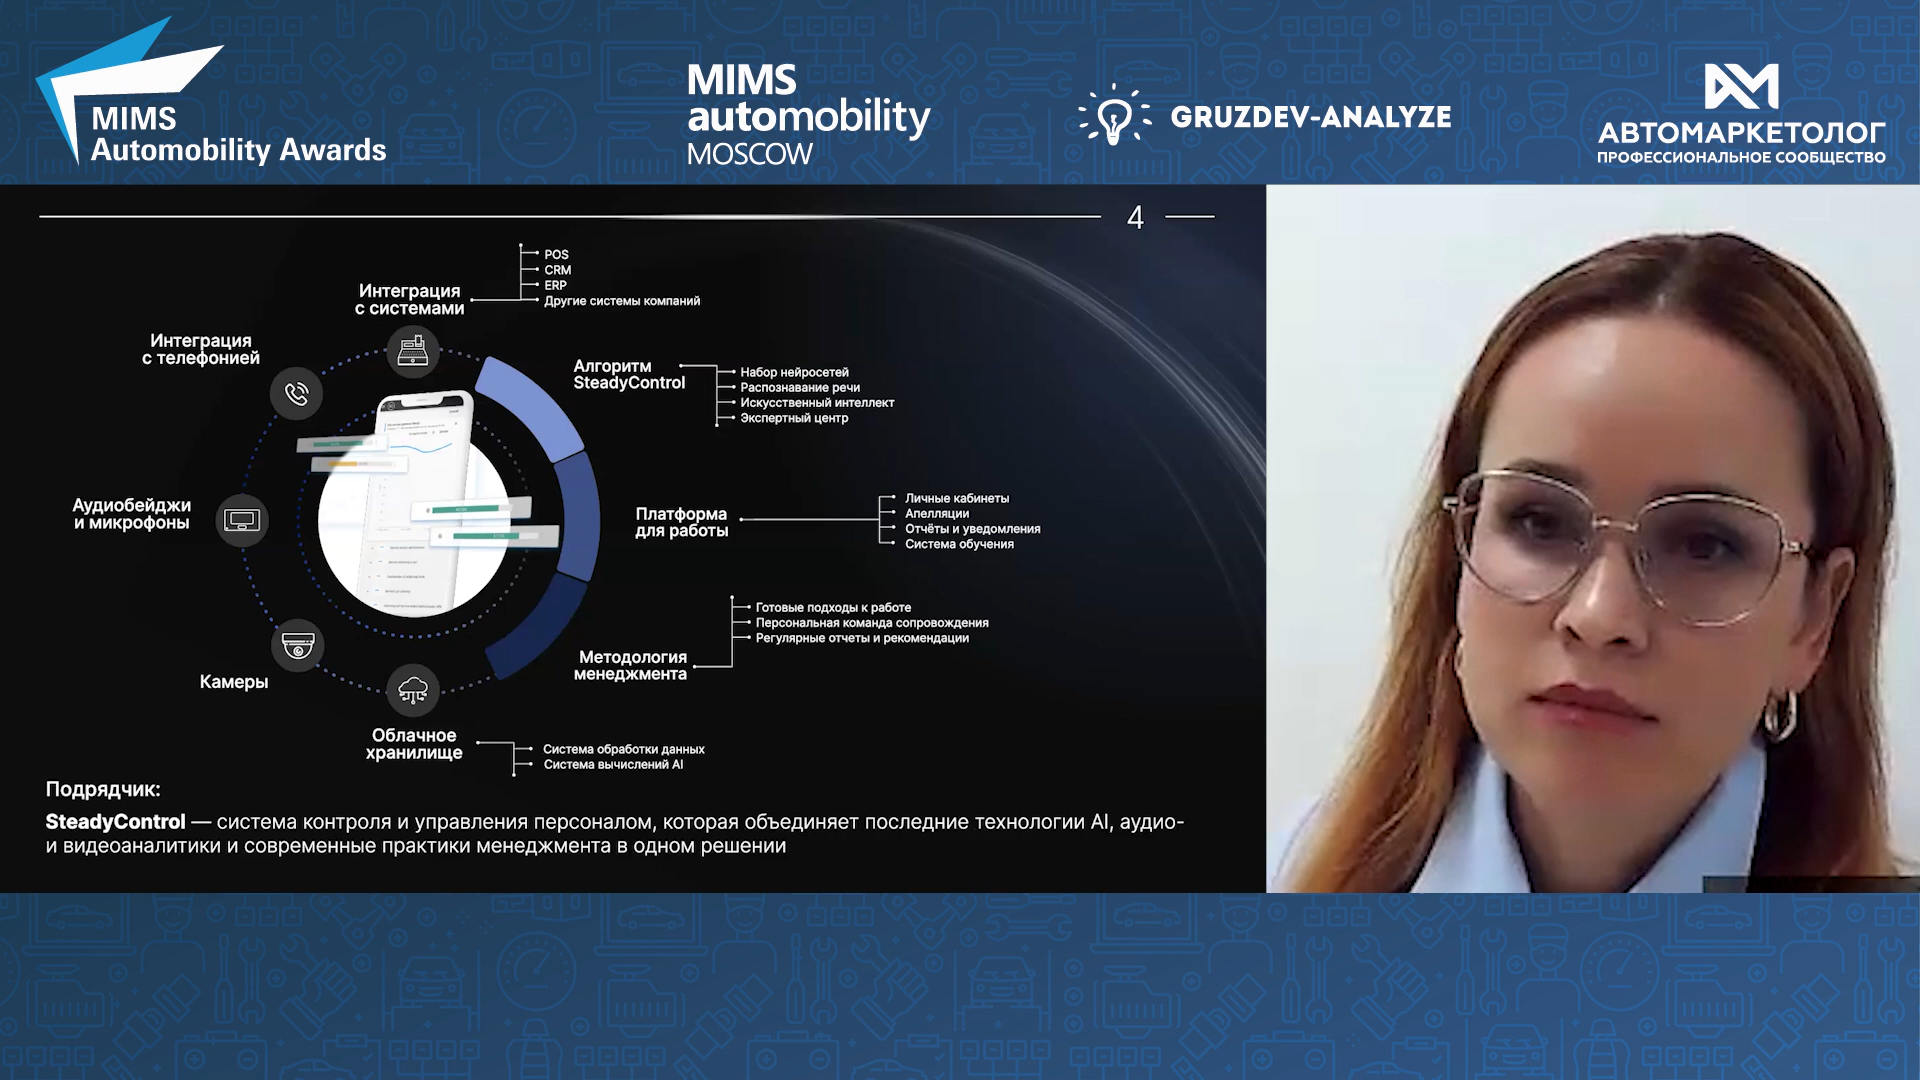 MIMS
Automobility Awards
MIMS
automobility
MOSCOW
GRUZDEV-ANALYZE
АВТОМАРКЕТОЛОГ
ПРОФЕССИОНАЛЬНОЕ СООБЩЕСТВО
4
Интеграция
с системами
POS
CRM
ERP
Другие системы компаний
Интеграция
с телефонией
Алгоритм
SteadyControl
Набор нейросетей
Распознавание речи
Искусственный интеллект
Экспертный центр
Аудиобейджи
и микрофоны
Платформа
для работы
Личные кабинеты
Апелляции
Отчёты и уведомления
Система обучения
Готовые подходы к работе
Персональная команда сопровождения
Регулярные отчеты и рекомендации
Методология
менеджмента
Камеры
Облачное
хранилище
Система обработки данных
Система вычислений AI
Подрядчик:
SteadyControl — система контроля и управления персоналом, которая объединяет последние технологии AI, аудио-
и видеоаналитики и современные практики менеджмента в одном решении